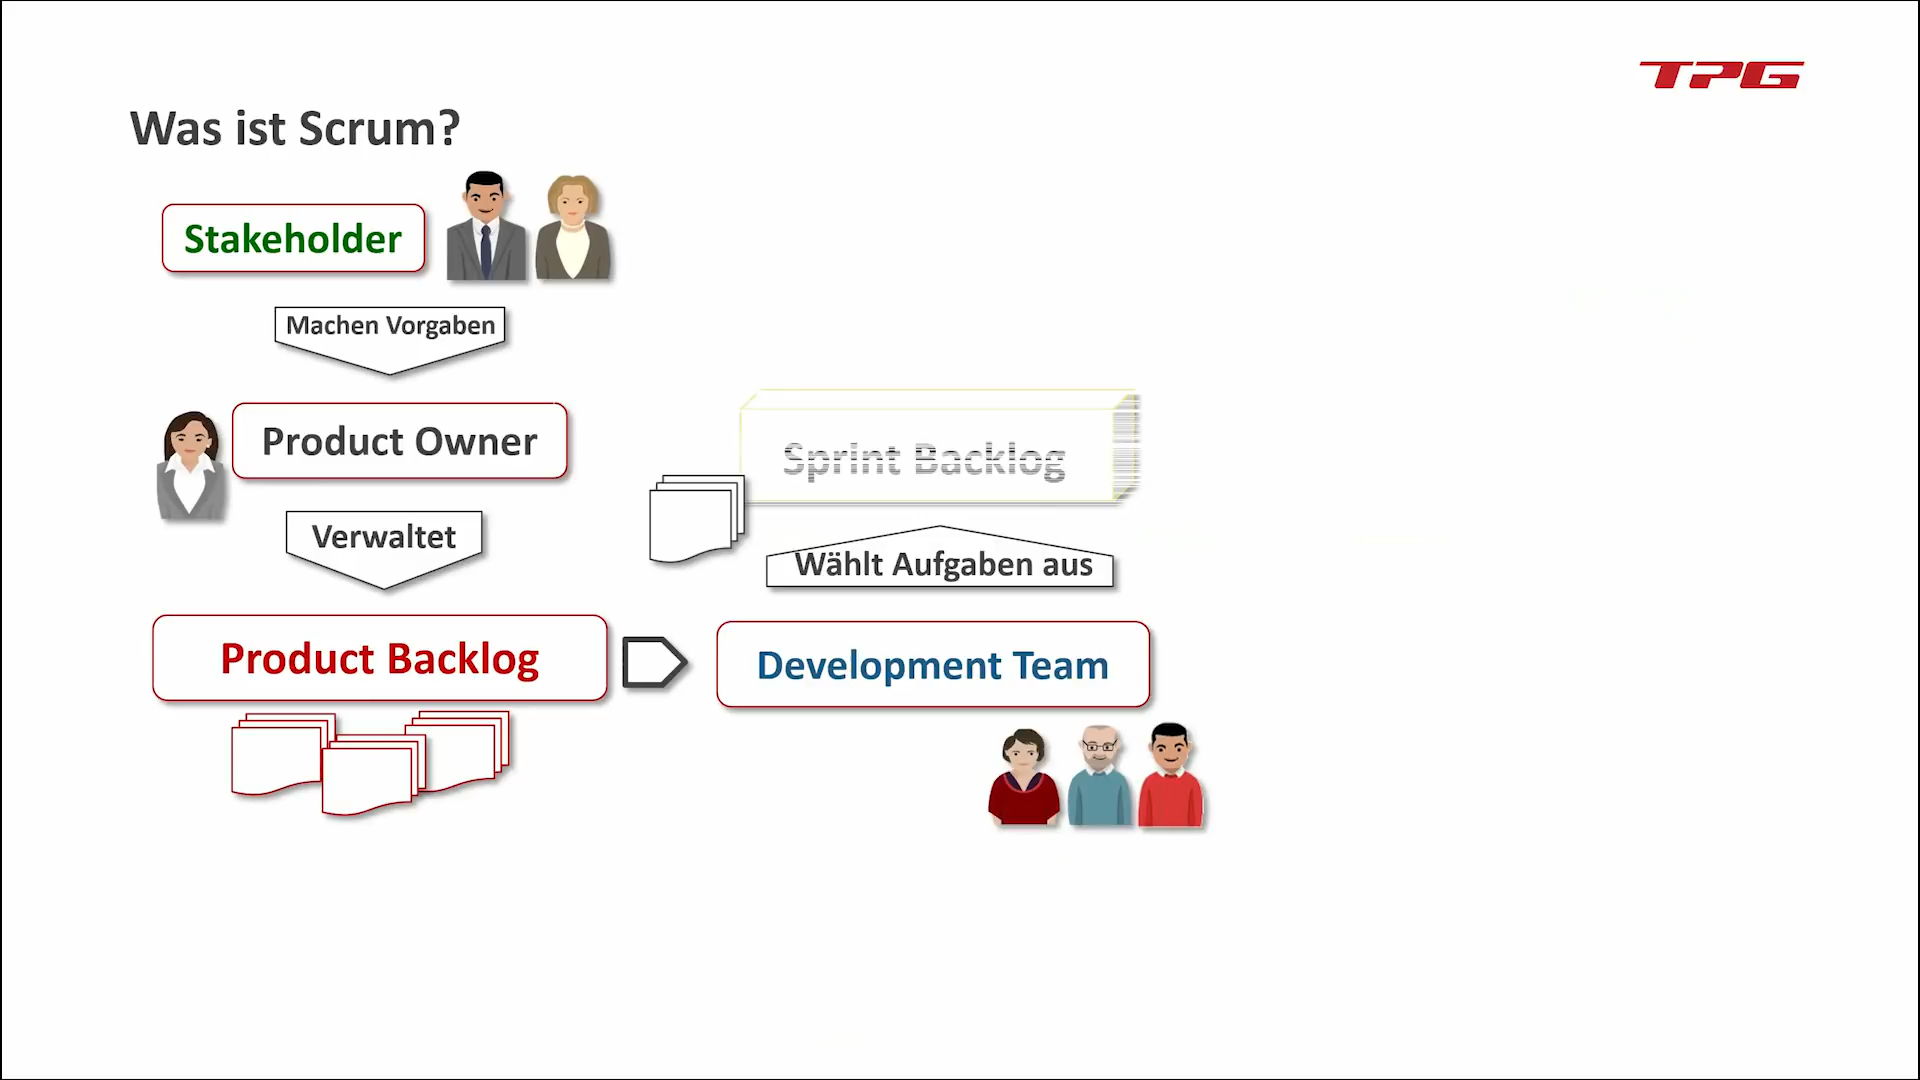 TPG
Was ist Scrum?
Stakeholder
Machen Vorgaben
Product Owner
Verwaltet
Product Backlog
Sprint Backlog
Wählt Aufgaben aus
Development Team